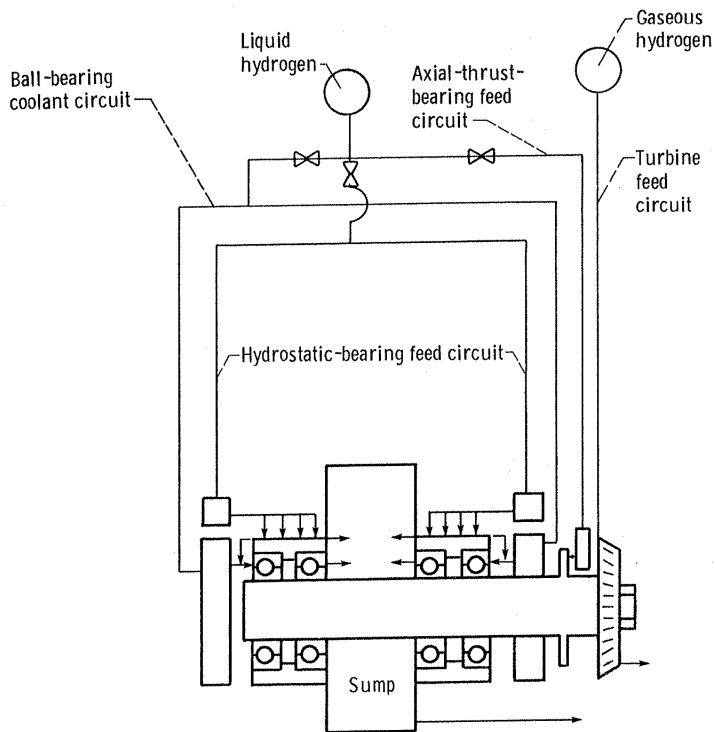 Gaseous
hydrogen
Liquid
hydrogen
Ball-bearing
coolant circuit
Axial-thrust-
bearing feed
circuit
Turbine
feed
circuit
Hydrostatic-bearing feed circuit
Sump